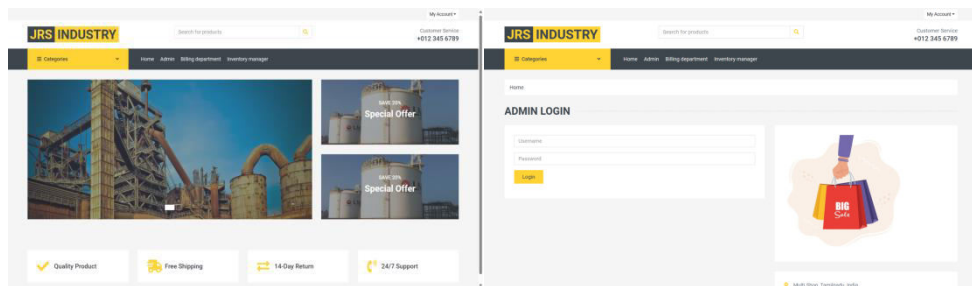 My Account
JRS INDUSTRY
Search for products
Customer Service
+012 345 6789
Categories
Home Admin Billing department Inventory manager
SAVE 20%
Special Offer
SAVE 20%
Special Offer
Quality Product
Free Shipping
14-Day Return
24/7 Support
My Account
JRS INDUSTRY
Search for products
Customer Service
+012 345 6789
Categories
Home Admin Billing department Inventory manager
Home
ADMIN LOGIN
Username
Password
Login
BIG
Sale